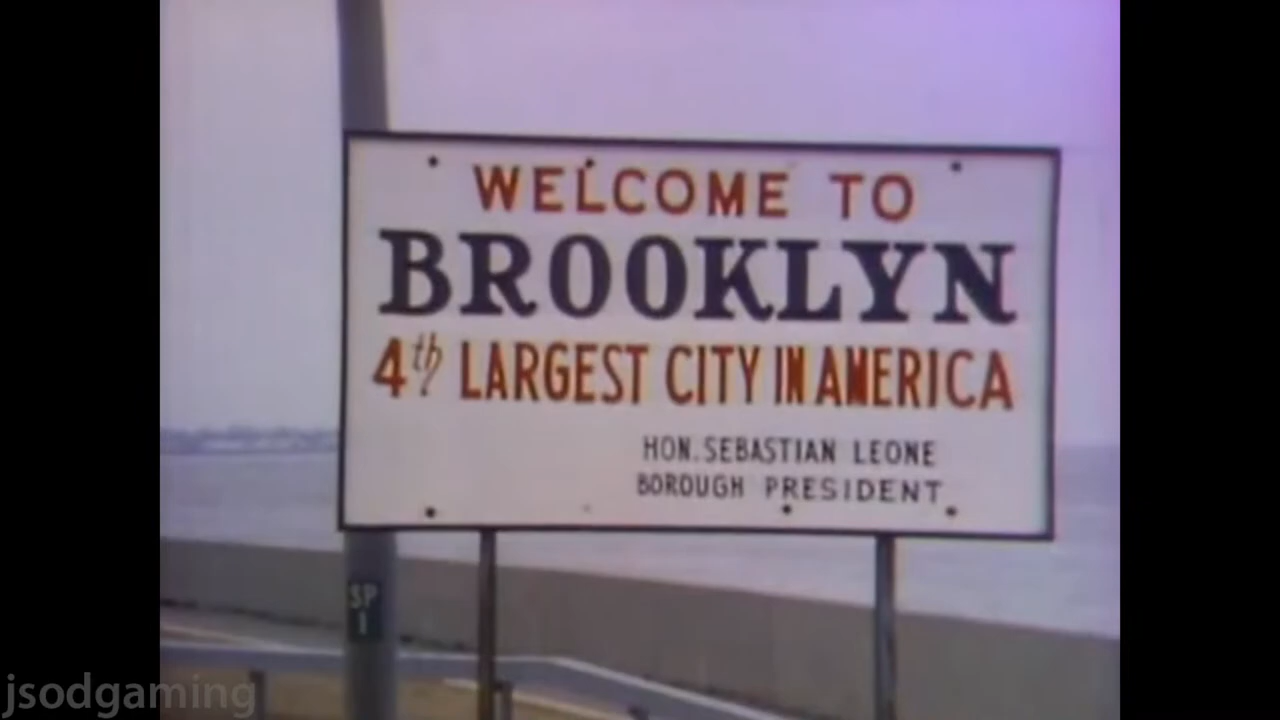 WELCOME TO
BROOKLYN
4th LARGEST CITY IN AMERICA
HON. SEBASTIAN LEONE
BOROUGH PRESIDENT
SP
1
jsodgaming